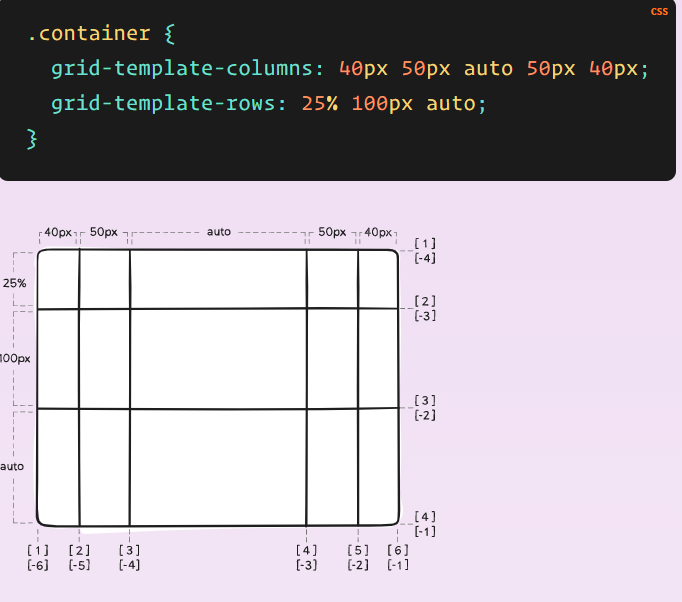 CSS
.container {
grid-template-columns: 40px 50px auto 50px 40px;
grid-template-rows: 25% 100px auto;
}
40px 50px auto 50px 40px
[1]
[-4]
25%
[2]
[-3]
100px
[3]
[-2]
auto
[4]
[-1]
[1] [2] [3] [4] [5] [6]
[-6] [-5] [-4] [-3] [-2] [-1]